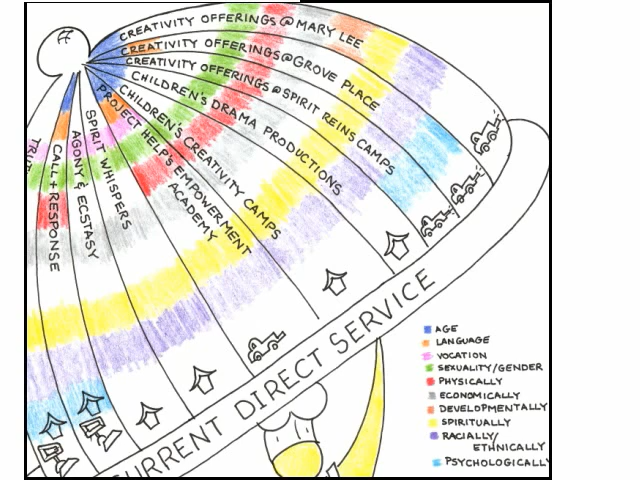 CREATIVITY OFFERINGS @ MARY LEE
CREATIVITY OFFERINGS@GROVE PLACE
CREATIVITY OFFERINGS @ SPIRIT REINS CAMPS
CHILDREN'S DRAMA PRODUCTIONS
CHILDREN'S CREATIVITY CAMPS
PROJECT HELP'S EMPOWERMENT
ACADEMY
SPIRIT WHISPERS
AGONY & ECSTASY
CALL + RESPONSE
CURRENT DIRECT SERVICE
AGE
LANGUAGE
VOCATION
SEXUALITY/GENDER
PHYSICALLY
ECONOMICALLY
DEVELOPMENTALLY
SPIRITUALLY
RACIALLY/
ETHNICALLY
PSYCHOLOGICALLY